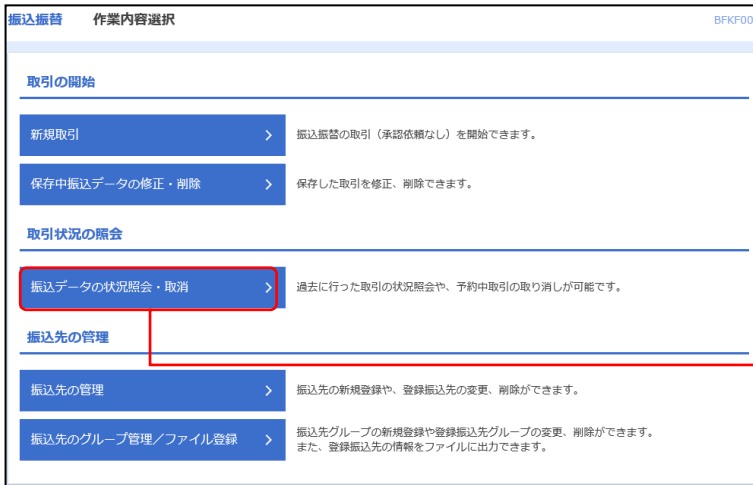 振込振替 作業内容選択 BFKF00
取引の開始
新規取引 振込振替の取引（承認依頼なし）を開始できます。
保存中振込データの修正・削除 保存した取引を修正、削除できます。
取引状況の照会
振込データの状況照会・取消 過去に行った取引の状況照会や、予約中取引の取り消しが可能です。
振込先の管理
振込先の管理 振込先の新規登録や、登録振込先の変更、削除ができます。
振込先のグループ管理／ファイル登録 振込先グループの新規登録や登録振込先グループの変更、削除ができます。
また、登録振込先の情報をファイルに出力できます。